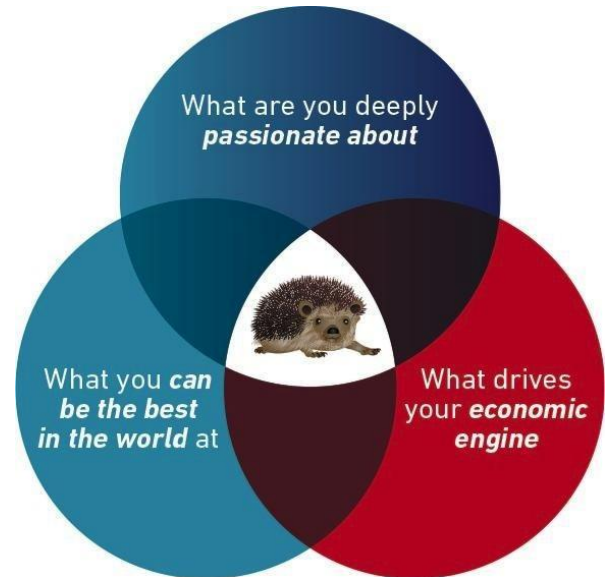 What are you deeply
passionate about
What you can
be the best
in the world at
What drives
your economic
engine